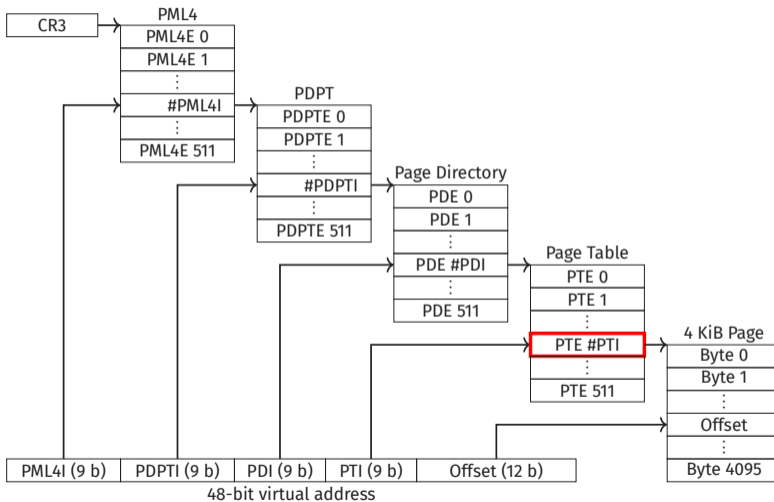 CR3
PML4
PML4E 0
PML4E 1
⋮
#PML4I
⋮
PML4E 511
PDPT
PDPTE 0
PDPTE 1
⋮
#PDPTI
⋮
PDPTE 511
Page Directory
PDE 0
PDE 1
⋮
PDE #PDI
⋮
PDE 511
Page Table
PTE 0
PTE 1
⋮
PTE #PTI
⋮
PTE 511
4 KiB Page
Byte 0
Byte 1
⋮
Offset
⋮
Byte 4095
PML4I (9 b) PDPTI (9 b) PDI (9 b) PTI (9 b) Offset (12 b)
48-bit virtual address